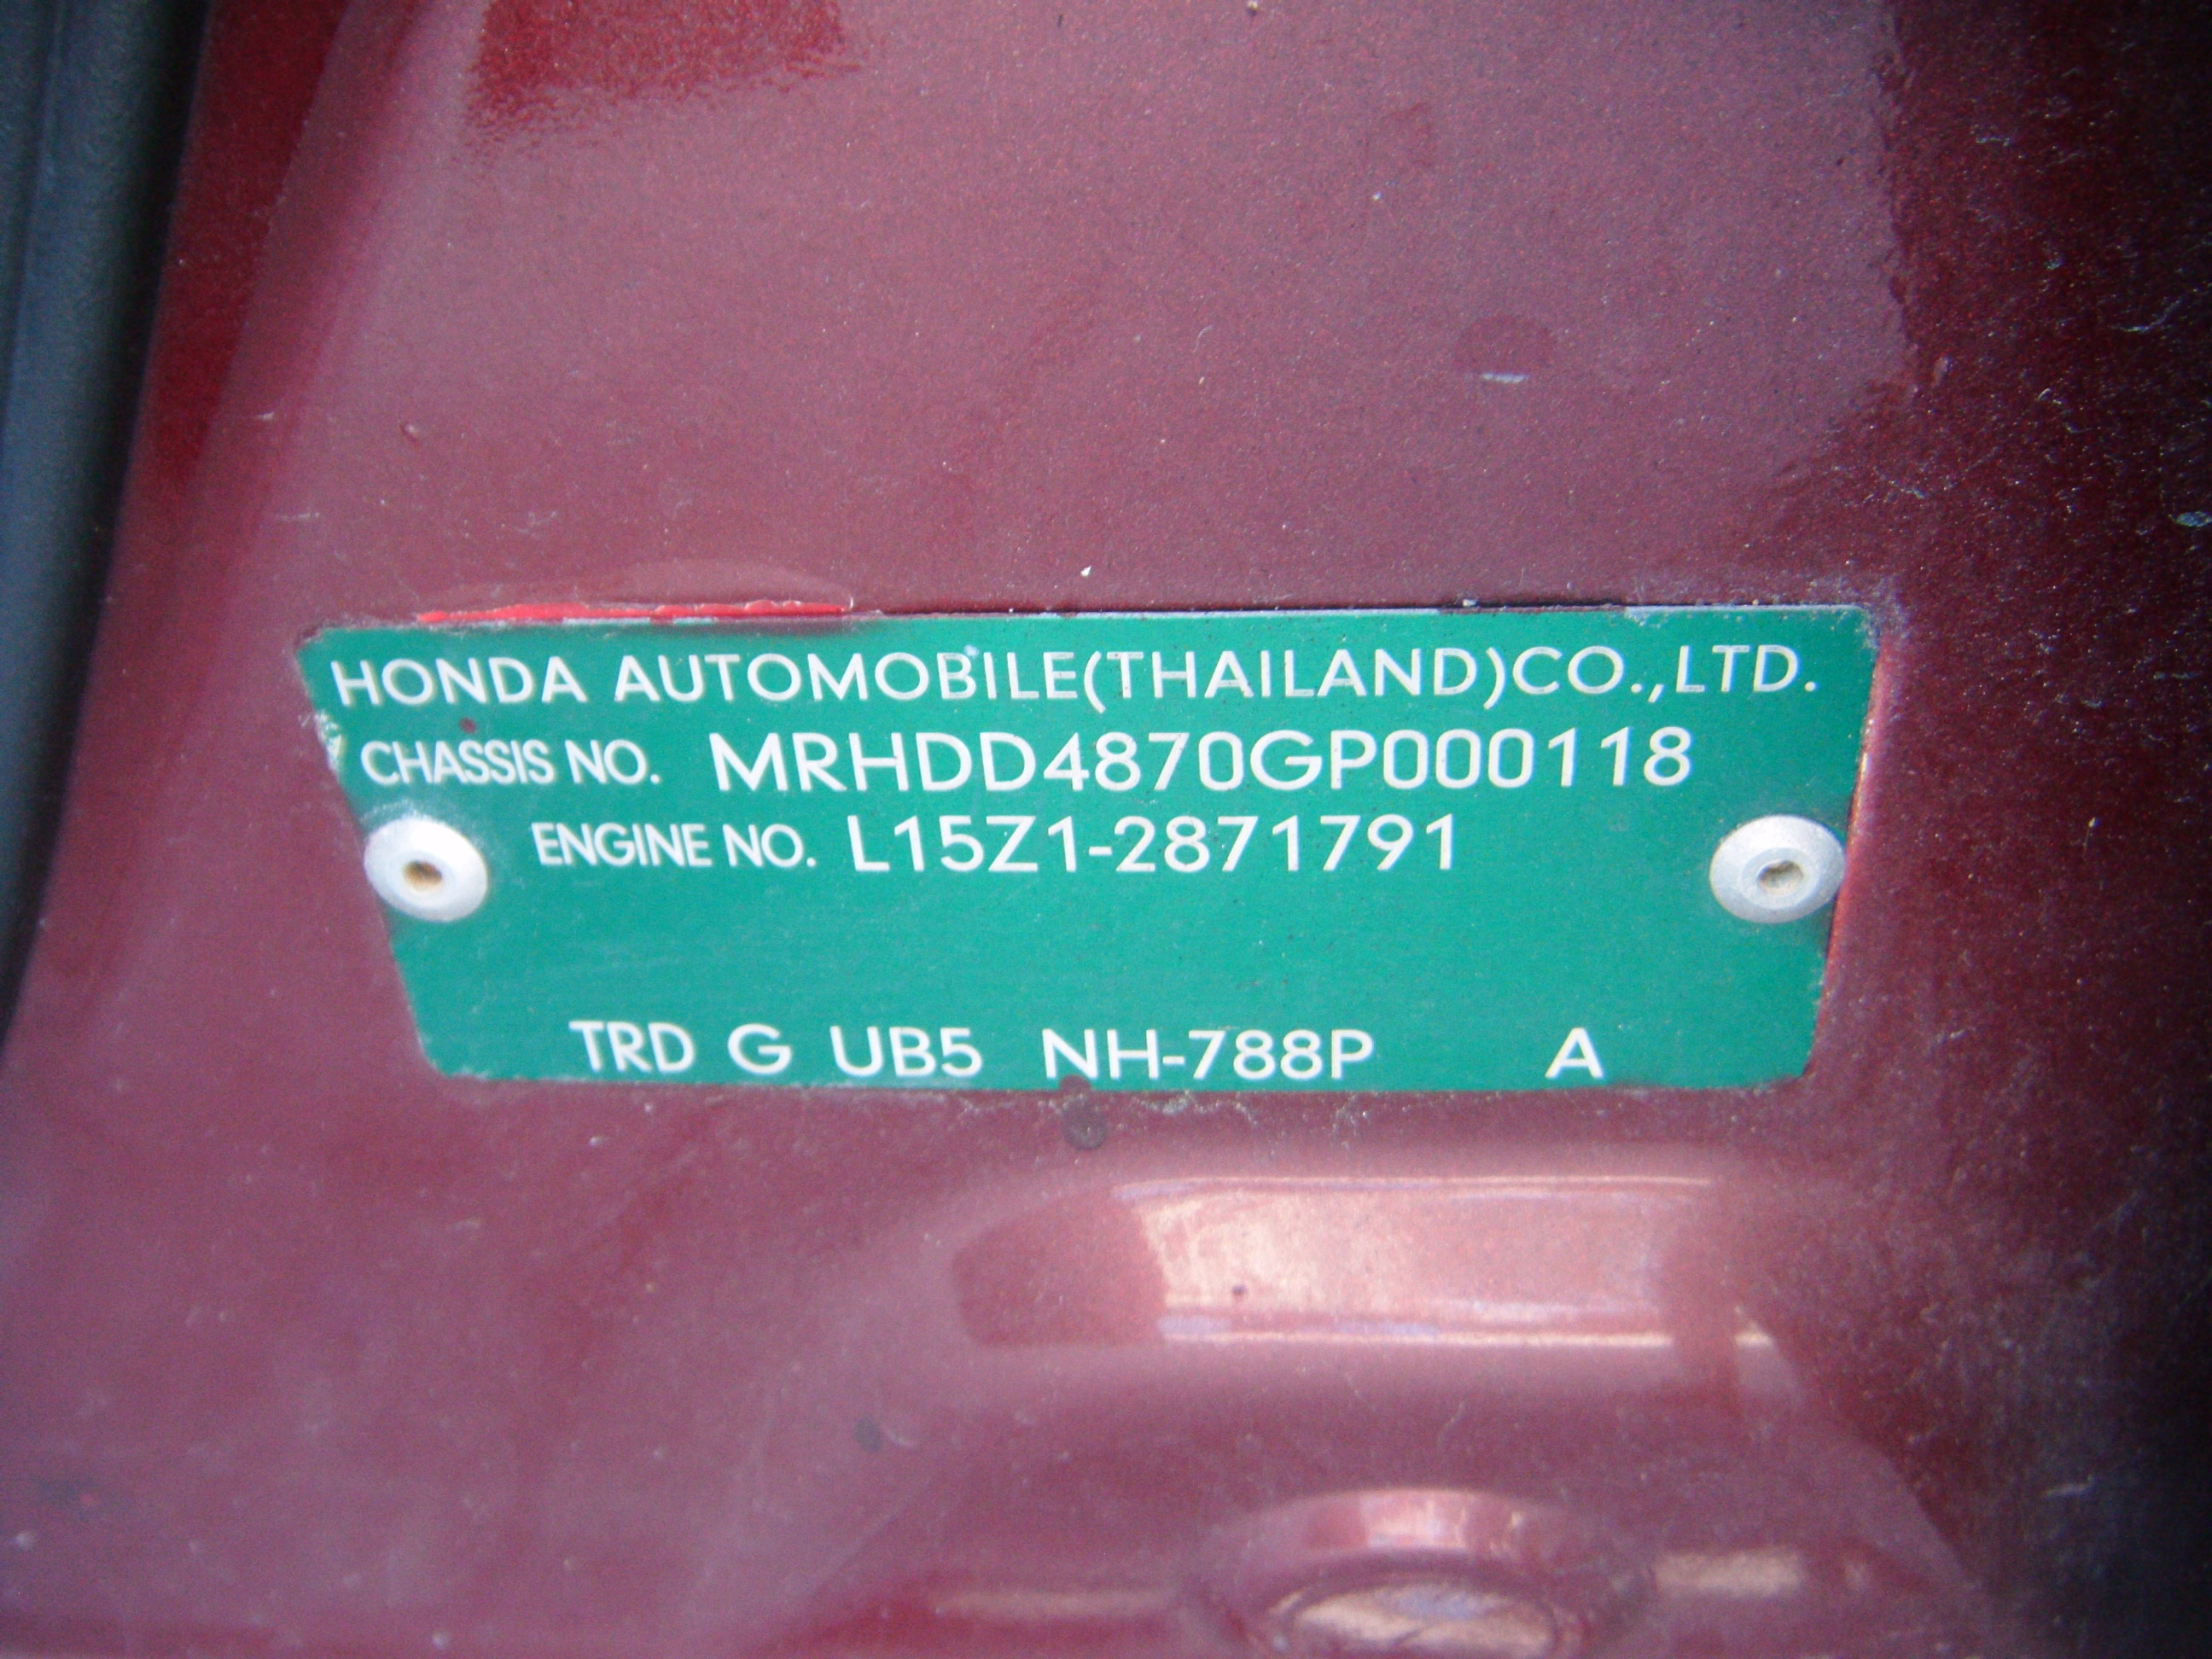 HONDA AUTOMOBILE(THAILAND)CO.,LTD.
CHASSIS NO. MRHDD4870GP000118
ENGINE NO. L15Z1-2871791
TRD G UB5 NH-788P A